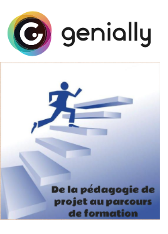 genially
De la pédagogie de
projet au parcours
de formation